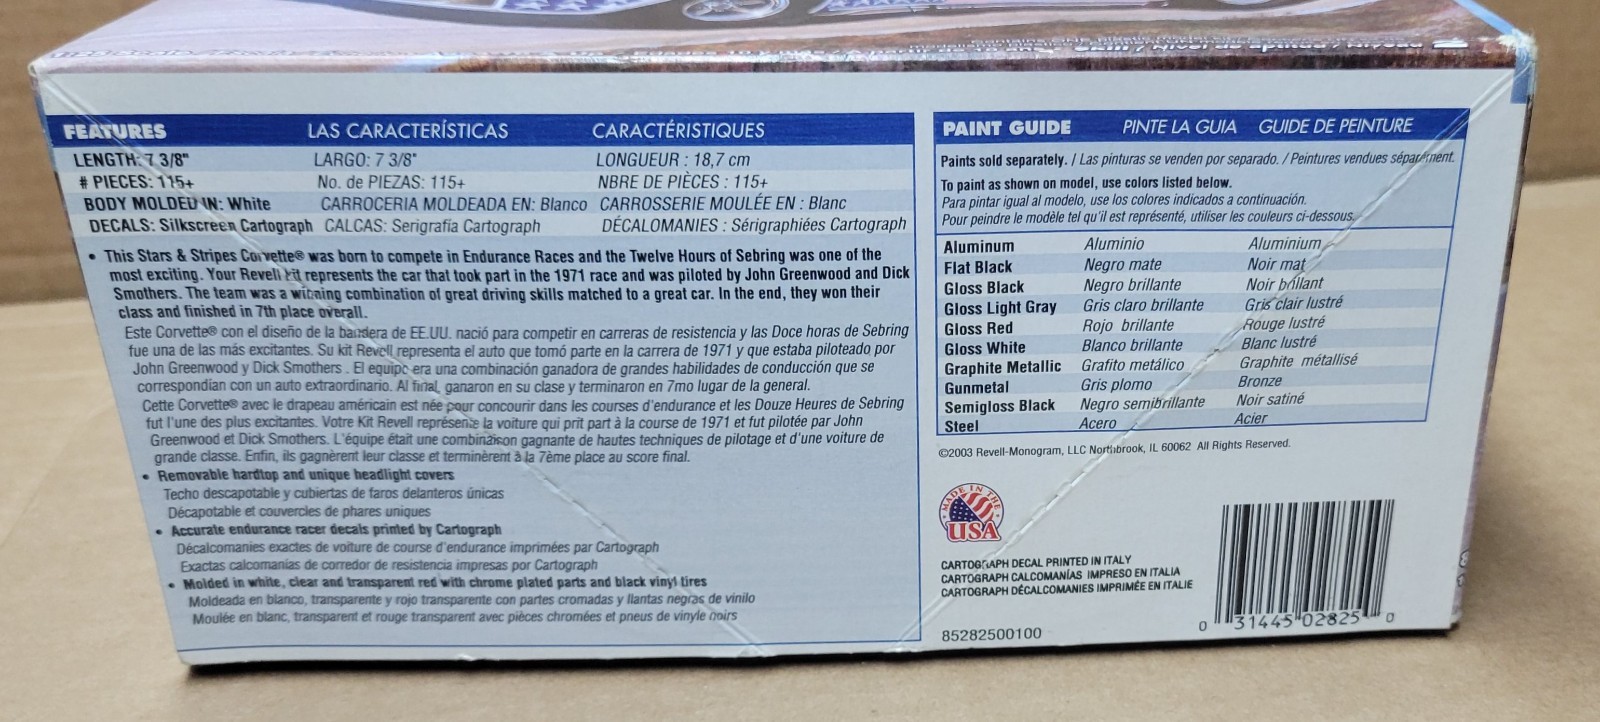 FEATURES LAS CARACTERÍSTICAS CARACTÉRISTIQUES
LENGTH: 7 3/8" LARGO: 7 3/8" LONGUEUR : 18,7 cm
# PIECES: 115+ No. de PIEZAS: 115+ NBRE DE PIÈCES : 115+
BODY MOLDED IN: White CARROCERIA MOLDEADA EN: Blanco CARROSSERIE MOULÉE EN : Blanc
DECALS: Silkscreen Cartograph CALCAS: Serigrafía Cartograph DÉCALOMANIES : Sérigraphiées Cartograph
• This Stars & Stripes Corvette® was born to compete in Endurance Races and the Twelve Hours of Sebring was one of the
most exciting. Your Revell kit represents the car that took part in the 1971 race and was piloted by John Greenwood and Dick
Smothers. The team was a winning combination of great driving skills matched to a great car. In the end, they won their
class and finished in 7th place overall.
Este Corvette® con el diseño de la bandera de EE.UU. nació para competir en carreras de resistencia y las Doce horas de Sebring
fue una de las más excitantes. Su kit Revell representa el auto que tomó parte en la carrera de 1971 y que estaba piloteado por
John Greenwood y Dick Smothers . El equipo era una combinación ganadora de grandes habilidades de conducción que se
correspondían con un auto extraordinario. Al final, ganaron en su clase y terminaron en 7mo lugar de la general.
Cette Corvette® avec le drapeau américain est née pour concourir dans les courses d'endurance et les Douze Heures de Sebring
fut l'une des plus excitantes. Votre Kit Revell représente la voiture qui prit part à la course de 1971 et fut pilotée par John
Greenwood et Dick Smothers. L'équipe était une combinaison gagnante de hautes techniques de pilotage et d'une voiture de
grande classe. Enfin, ils gagnèrent leur classe et terminèrent à la 7ème place au score final.
• Removable hardtop and unique headlight covers
Techo descapotable y cubiertas de faros delanteros únicas
Décapotable et couvercles de phares uniques
• Accurate endurance racer decals printed by Cartograph
Décalcomanies exactes de voiture de course d'endurance imprimées par Cartograph
Exactas calcomanías de corredor de resistencia impresas por Cartograph
• Molded in white, clear and transparent red with chrome plated parts and black vinyl tires
Moldeada en blanco, transparente y rojo transparente con partes cromadas y llantas negras de vinilo
Moulée en blanc, transparent et rouge transparent avec pièces chromées et pneus de vinyle noirs
PAINT GUIDE PINTE LA GUIA GUIDE DE PEINTURE
Paints sold separately. / Las pinturas se venden por separado. / Peintures vendues séparément.
To paint as shown on model, use colors listed below.
Para pintar igual al modelo, use los colores indicados a continuación.
Pour peindre le modèle tel qu'il est représenté, utiliser les couleurs ci-dessous.
Aluminum Aluminio Aluminium
Flat Black Negro mate Noir mat
Gloss Black Negro brillante Noir brillant
Gloss Light Gray Gris claro brillante Gris clair lustré
Gloss Red Rojo brillante Rouge lustré
Gloss White Blanco brillante Blanc lustré
Graphite Metallic Grafito metálico Graphite métallisé
Gunmetal Gris plomo Bronze
Semigloss Black Negro semibrillante Noir satiné
Steel Acero Acier
©2003 Revell-Monogram, LLC Northbrook, IL 60062 All Rights Reserved.
MADE IN THE
USA
CARTOGRAPH DECAL PRINTED IN ITALY
CARTOGRAPH CALCOMANÍAS IMPRESO EN ITALIA
CARTOGRAPH DÉCALCOMANIES IMPRIMÉE EN ITALIE
85282500100
0 31445 02825 0